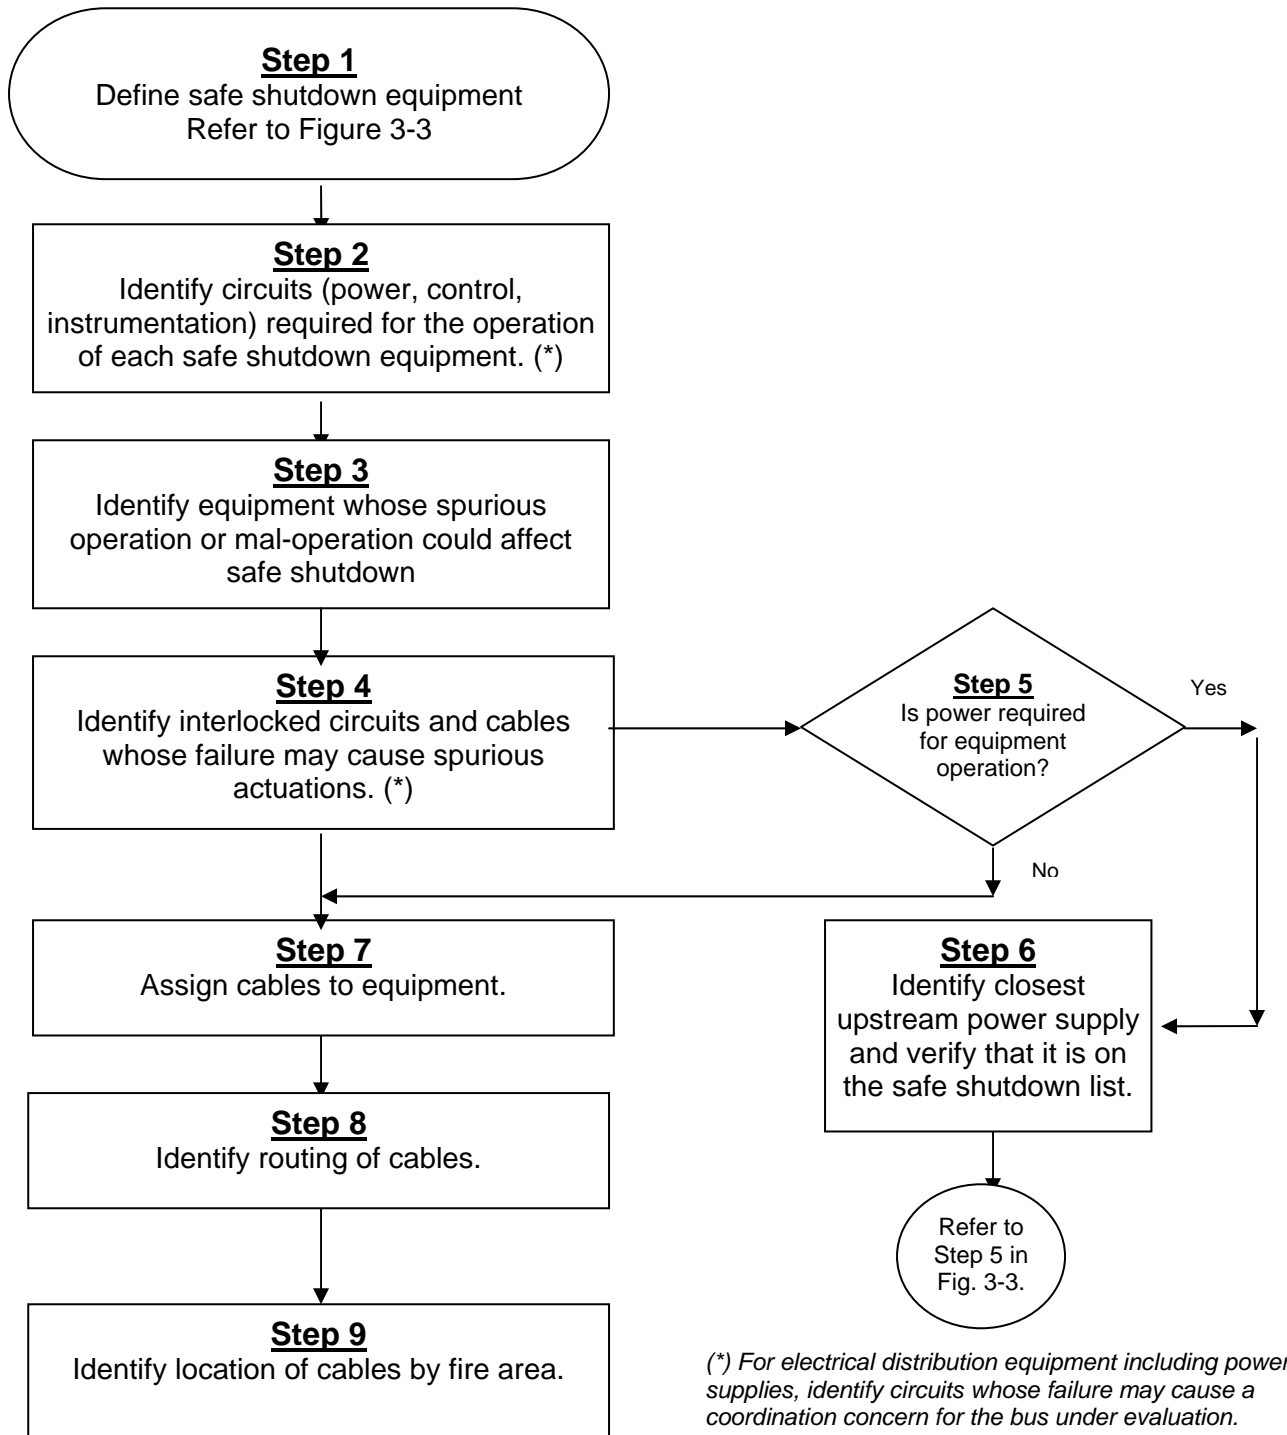 Step 1
Define safe shutdown equipment
Refer to Figure 3-3
Step 2
Identify circuits (power, control,
instrumentation) required for the operation
of each safe shutdown equipment. (*)
Step 3
Identify equipment whose spurious
operation or mal-operation could affect
safe shutdown
Step 4
Identify interlocked circuits and cables
whose failure may cause spurious
actuations. (*)
Step 5
Is power required
for equipment
operation?
Yes
No
Step 6
Identify closest
upstream power supply
and verify that it is on
the safe shutdown list.
Refer to
Step 5 in
Fig. 3-3.
Step 7
Assign cables to equipment.
Step 8
Identify routing of cables.
Step 9
Identify location of cables by fire area.
(*) For electrical distribution equipment including power
supplies, identify circuits whose failure may cause a
coordination concern for the bus under evaluation.